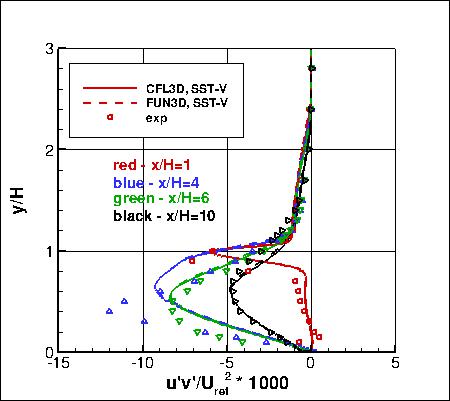 3
2
1
0
y/H
CFL3D, SST-V
FUN3D, SST-V
exp
red - x/H=1
blue - x/H=4
green - x/H=6
black - x/H=10
-15 -10 -5 0 5
u'v'/U_ref^2 * 1000